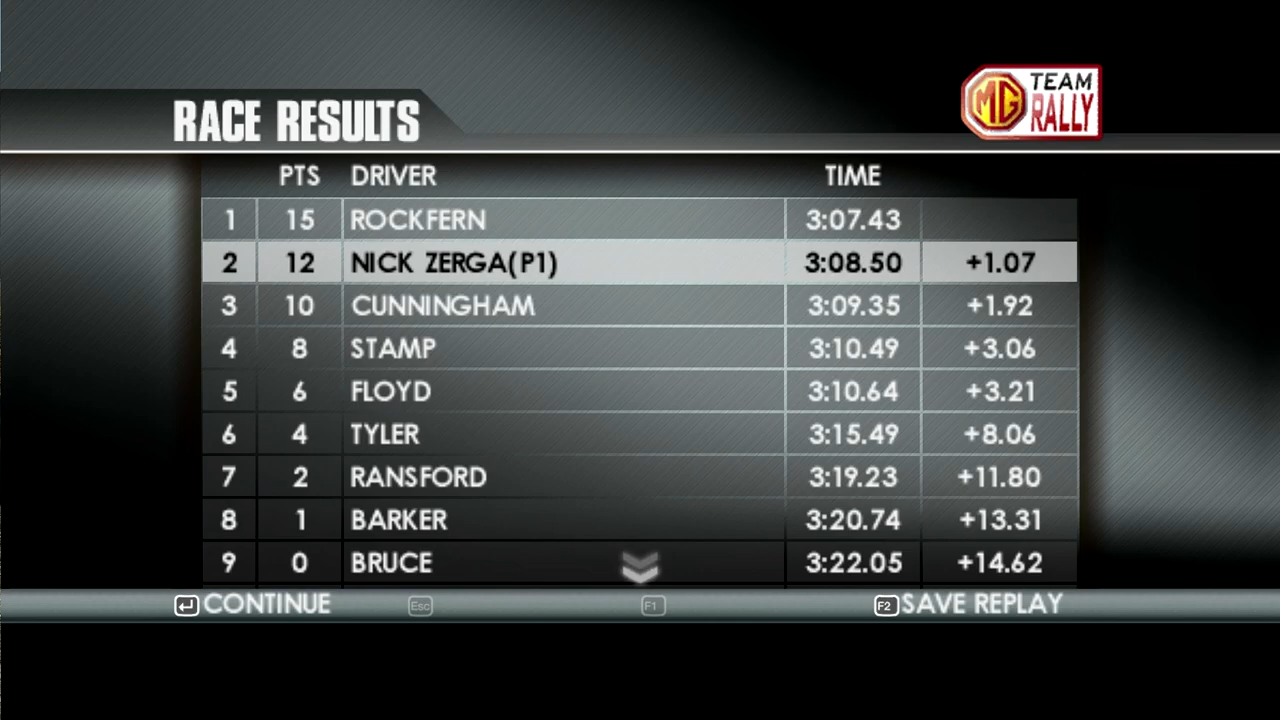 MG TEAM RALLY
RACE RESULTS
PTS DRIVER TIME
1 15 ROCKFERN 3:07.43
2 12 NICK ZERGA(P1) 3:08.50 +1.07
3 10 CUNNINGHAM 3:09.35 +1.92
4 8 STAMP 3:10.49 +3.06
5 6 FLOYD 3:10.64 +3.21
6 4 TYLER 3:15.49 +8.06
7 2 RANSFORD 3:19.23 +11.80
8 1 BARKER 3:20.74 +13.31
9 0 BRUCE 3:22.05 +14.62
CONTINUE Esc F1 F2 SAVE REPLAY